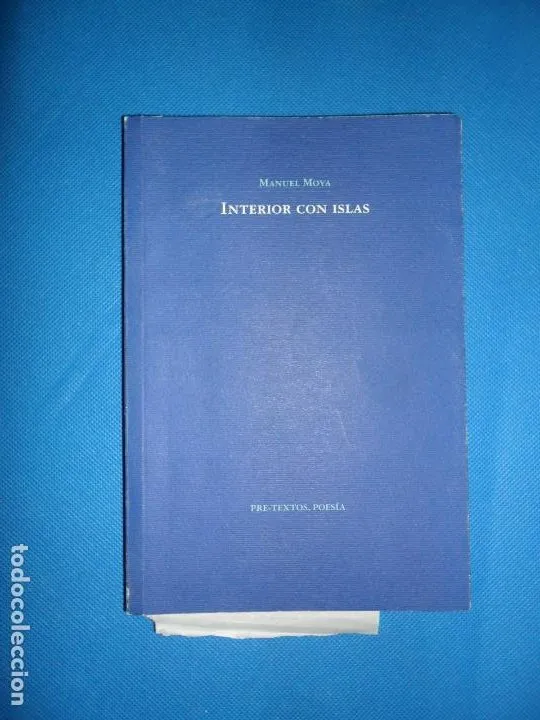 MANUEL MOYA
INTERIOR CON ISLAS
PRE-TEXTOS, POESÍA
todocoleccion